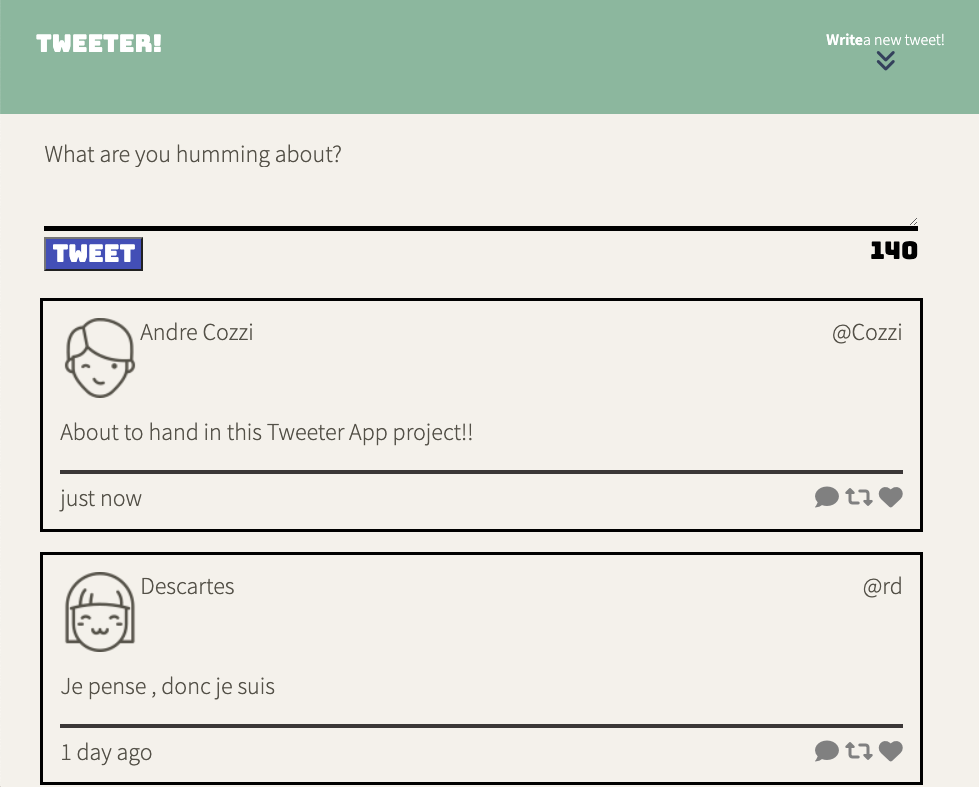 TWEETER!
Writea new tweet!
What are you humming about?
TWEET
140
Andre Cozzi
@Cozzi
About to hand in this Tweeter App project!!
just now
Descartes
@rd
Je pense , donc je suis
1 day ago